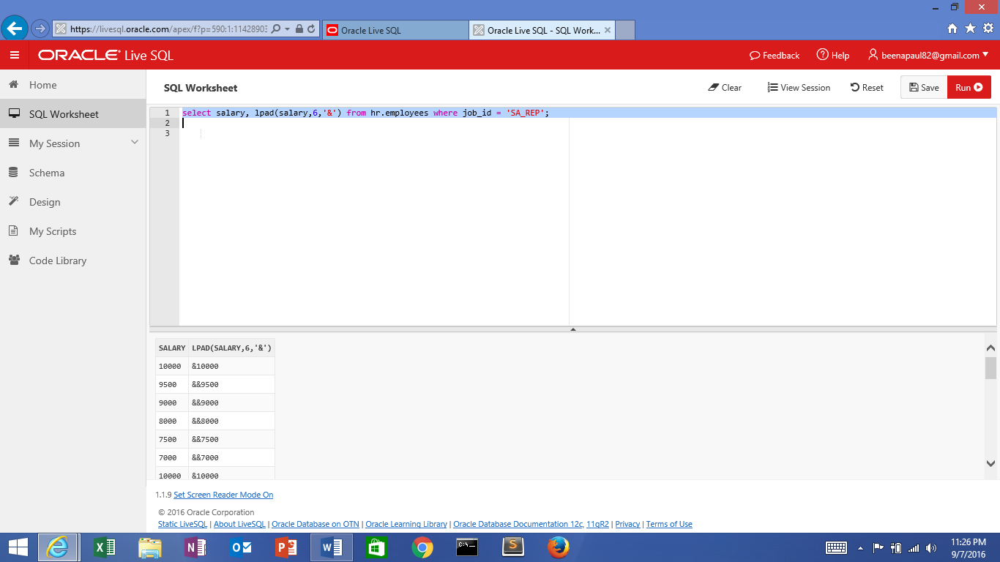 https://livesql.oracle.com/apex/f?p=590:1:11428903
Oracle Live SQL
Oracle Live SQL - SQL Work...
ORACLE Live SQL
Feedback
Help
beenapaul82@gmail.com
Home
SQL Worksheet
My Session
Schema
Design
My Scripts
Code Library
SQL Worksheet
Clear
View Session
Reset
Save
Run
1 select salary, lpad(salary,6,'&') from hr.employees where job_id = 'SA_REP';
2
3
SALARY LPAD(SALARY,6,'&')
10000 &10000
9500 &&9500
9000 &&9000
8000 &&8000
7500 &&7500
7000 &&7000
10000 &10000
1.1.9 Set Screen Reader Mode On
© 2016 Oracle Corporation
Static LiveSQL | About LiveSQL | Oracle Database on OTN | Oracle Learning Library | Oracle Database Documentation 12c, 11gR2 | Privacy | Terms of Use
11:26 PM
9/7/2016